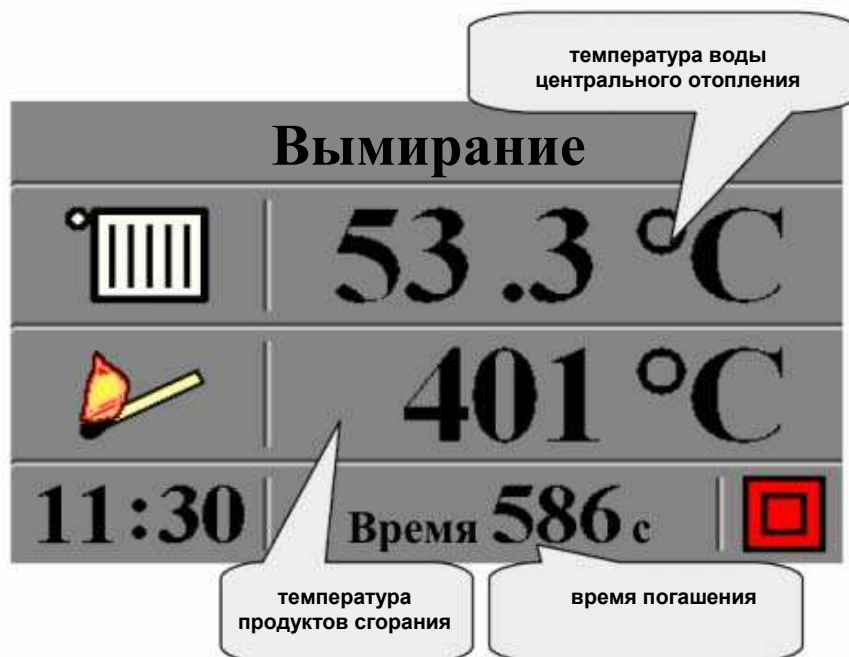 температура воды
центрального отопления
Вымирание
53 .3 °C
401 °C
11:30 Время 586 с
температура
продуктов сгорания
время погашения